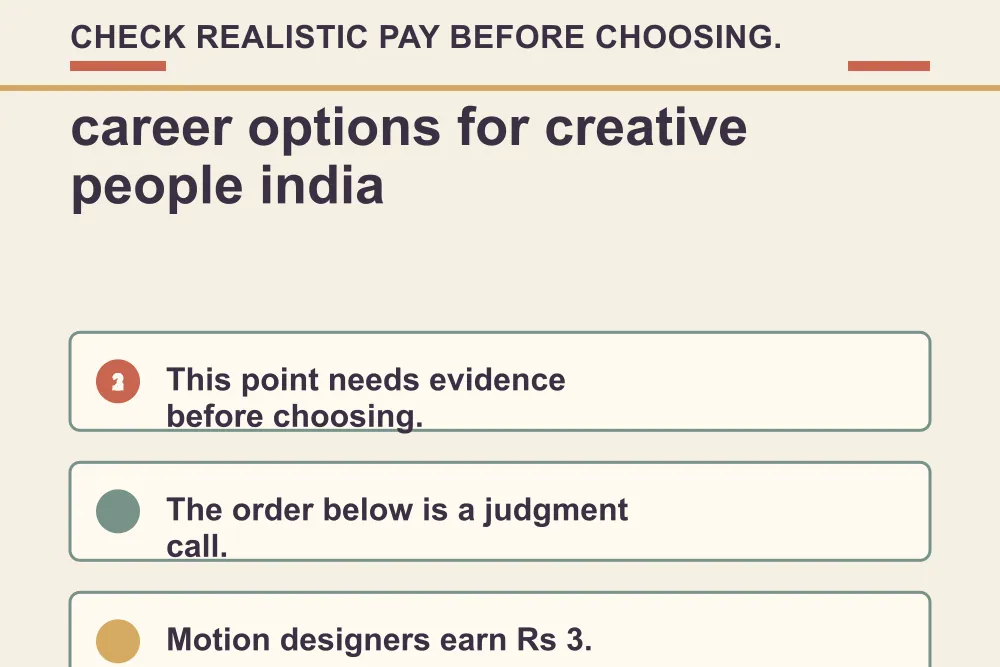 CHECK REALISTIC PAY BEFORE CHOOSING.
career options for creative
people india
This point needs evidence
before choosing.
The order below is a judgment
call.
Motion designers earn Rs 3.